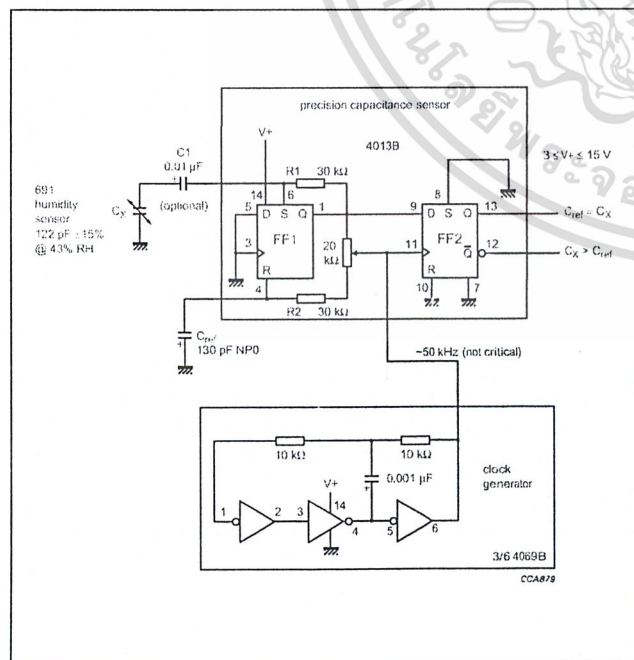 precision capacitance sensor
V+
4013B
3 ≤ V+ ≤ 15 V
C1
0.01 µF
R1 30 kΩ
8
691
humidity
sensor
122 pF ±15%
@ 43% RH
CX
(optional)
14
6
5
D S Q
1
FF1
3
R
4
20
kΩ
9
D S Q
13
Cref = CX
FF2
11
Q
12
CX > Cref
R
10
7
R2 30 kΩ
Cref
130 pF NP0
~50 kHz (not critical)
10 kΩ
10 kΩ
V+
0.001 µF
clock
generator
1
2
3
14
4
5
6
3/6 4069B
CCA879